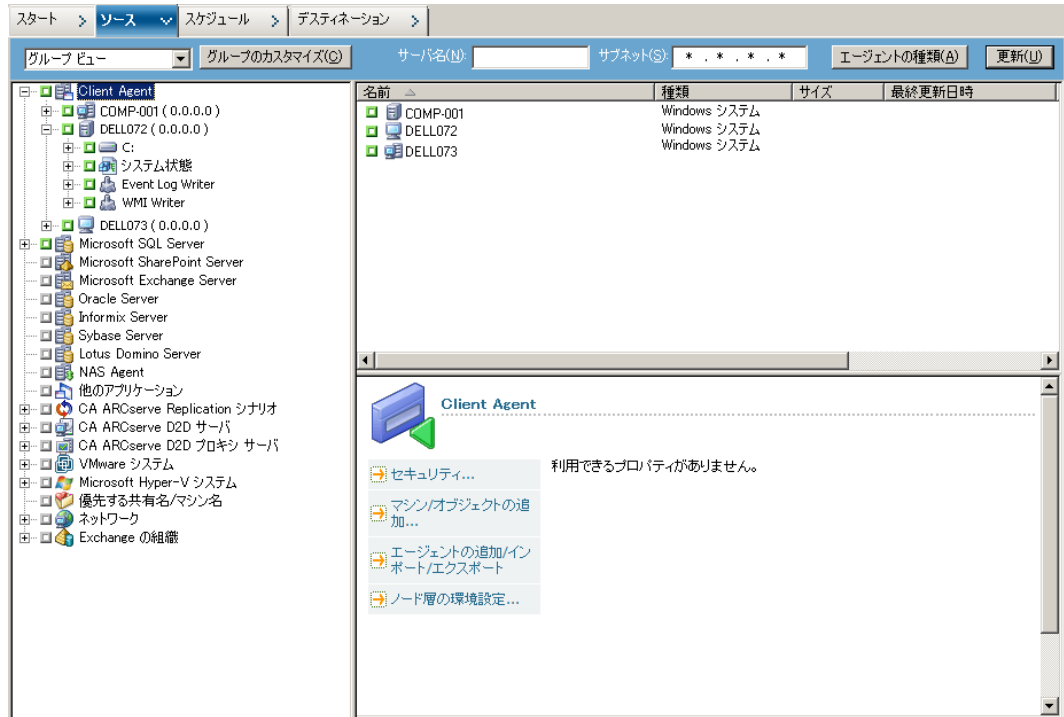 スタート
ソース
スケジュール
デスティネーション
グループ ビュー
グループのカスタマイズ(C)
サーバ名(N):
サブネット(S):
* . * . * . *
エージェントの種類(A)
更新(U)
Client Agent
COMP-001 ( 0.0.0.0 )
DELL072 ( 0.0.0.0 )
C:
システム状態
Event Log Writer
WMI Writer
DELL073 ( 0.0.0.0 )
Microsoft SQL Server
Microsoft SharePoint Server
Microsoft Exchange Server
Oracle Server
Informix Server
Sybase Server
Lotus Domino Server
NAS Agent
他のアプリケーション
CA ARCserve Replication シナリオ
CA ARCserve D2D サーバ
CA ARCserve D2D プロキシ サーバ
VMware システム
Microsoft Hyper-V システム
優先する共有名/マシン名
ネットワーク
Exchange の組織
名前 種類 サイズ 最終更新日時
COMP-001 Windows システム
DELL072 Windows システム
DELL073 Windows システム
Client Agent
セキュリティ...
マシン/オブジェクトの追
加...
エージェントの追加/イン
ポート/エクスポート
ノード層の環境設定...
利用できるプロパティがありません。